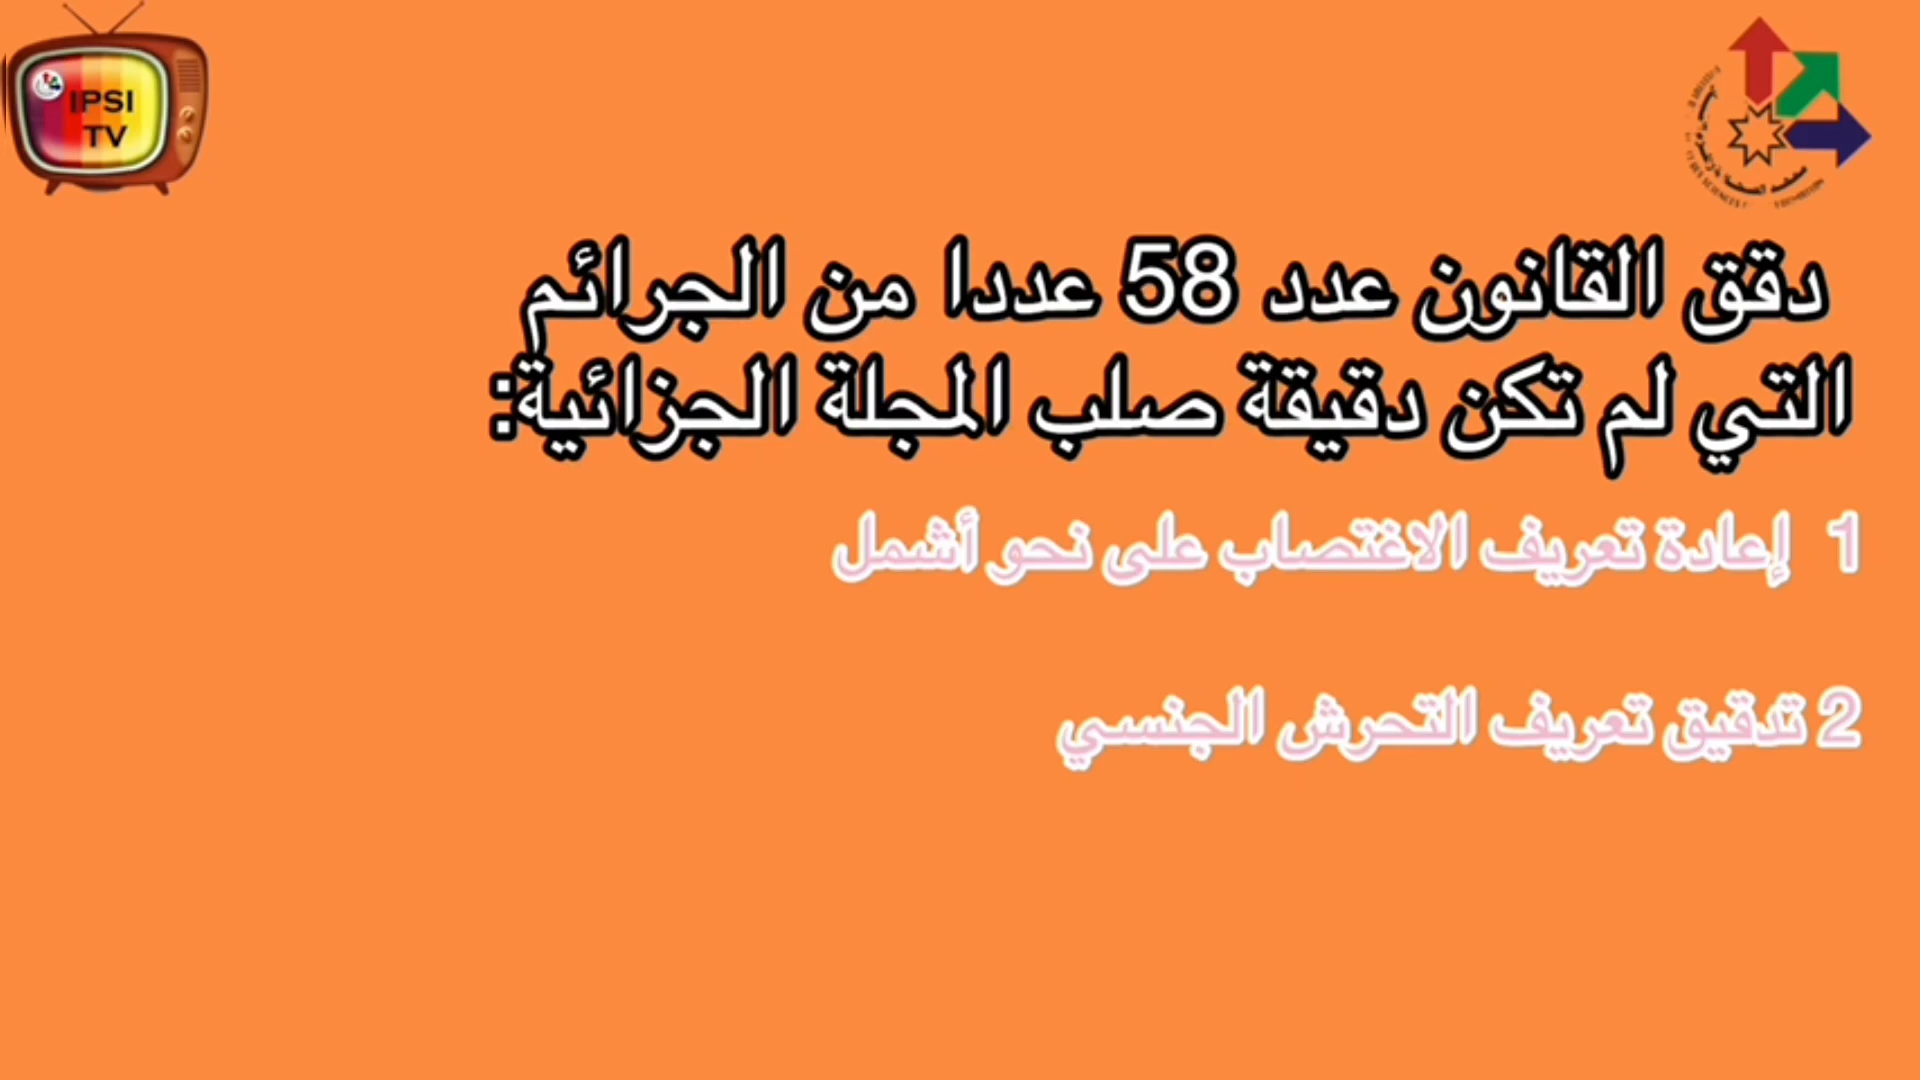 IPSI
TV
دقق القانون عدد 58 عددا من الجرائم
التي لم تكن دقيقة صلب المجلة الجزائية:
1 إعادة تعريف الاغتصاب على نحو أشمل
2 تدقيق تعريف التحرش الجنسي